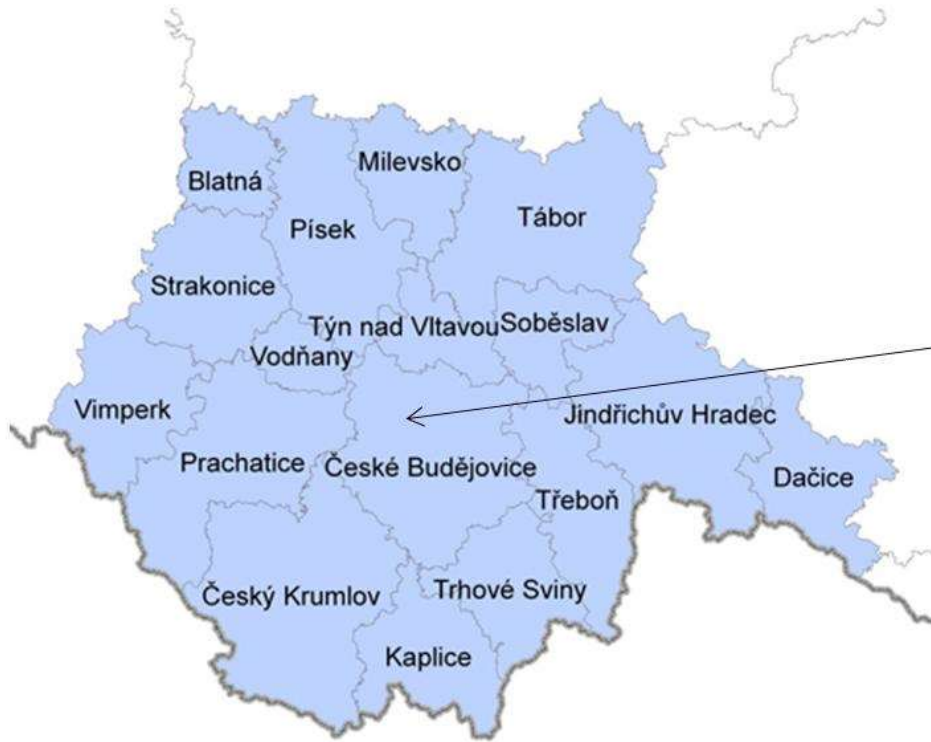 Milevsko
Blatná
Tábor
Písek
Strakonice
Týn nad Vltavou
Soběslav
Vodňany
Vimperk
Jindřichův Hradec
Prachatice
České Budějovice
Dačice
Třeboň
Český Krumlov
Trhové Sviny
Kaplice